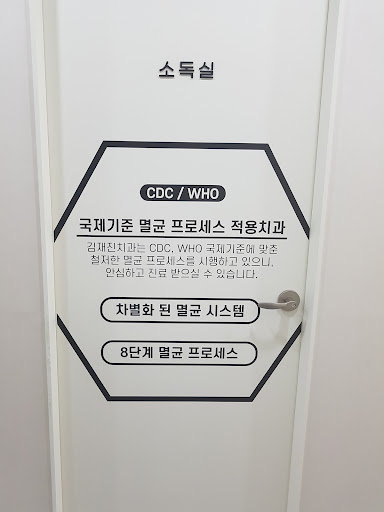 소독실
CDC / WHO
국제기준 멸균 프로세스 적용치과
김재진치과는 CDC, WHO 국제기준에 맞춘
철저한 멸균 프로세스를 시행하고 있으니,
안심하고 진료 받으실 수 있습니다.
차별화 된 멸균 시스템
8단계 멸균 프로세스